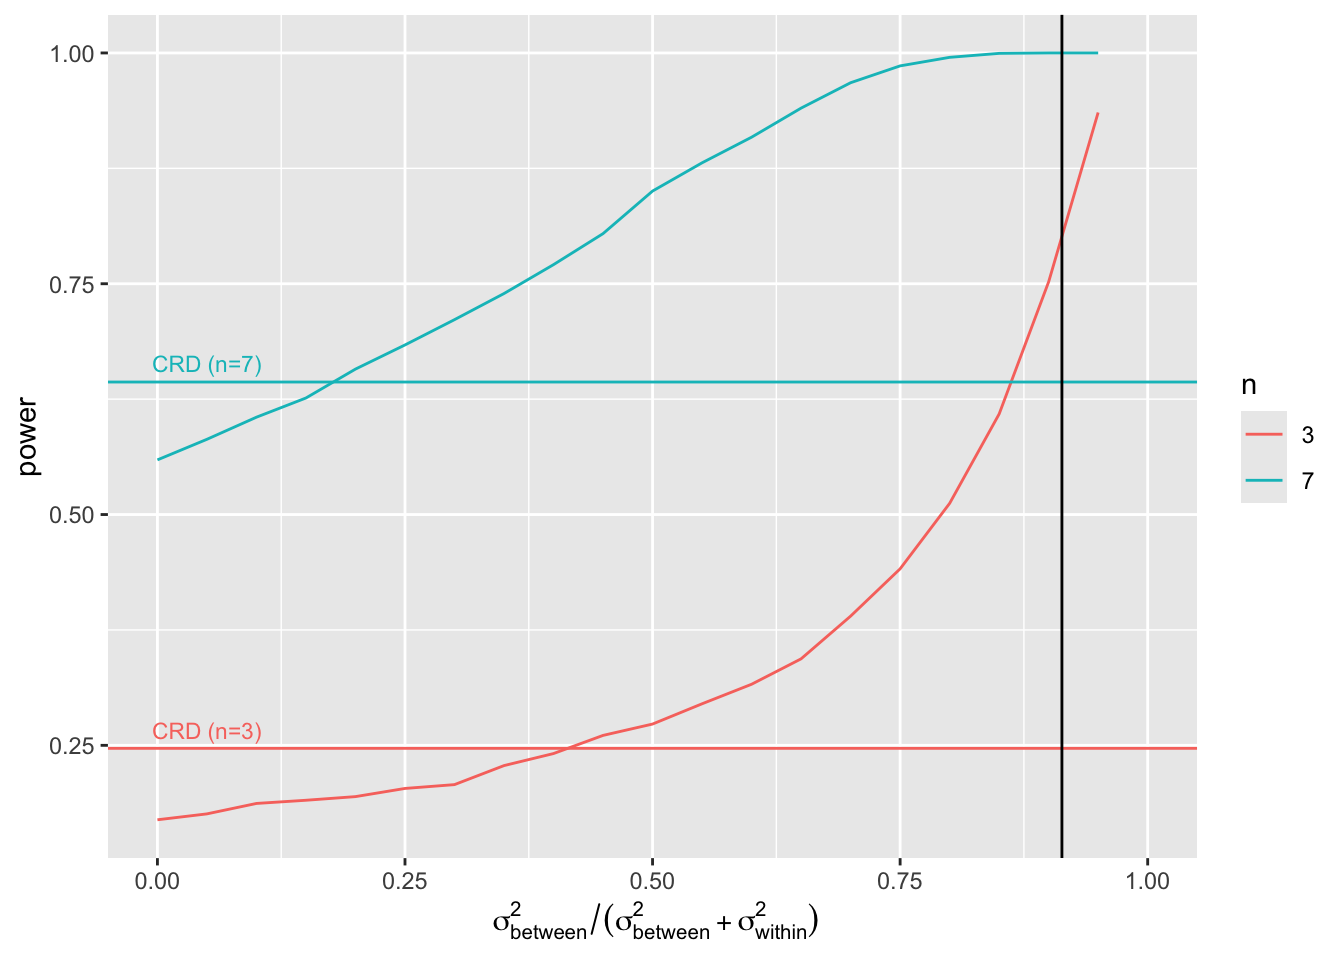 1.00
0.75
0.50
0.25
power
CRD (n=7)
CRD (n=3)
0.00 0.25 0.50 0.75 1.00
σ²between/(σ²between + σ²within)
n
3
7